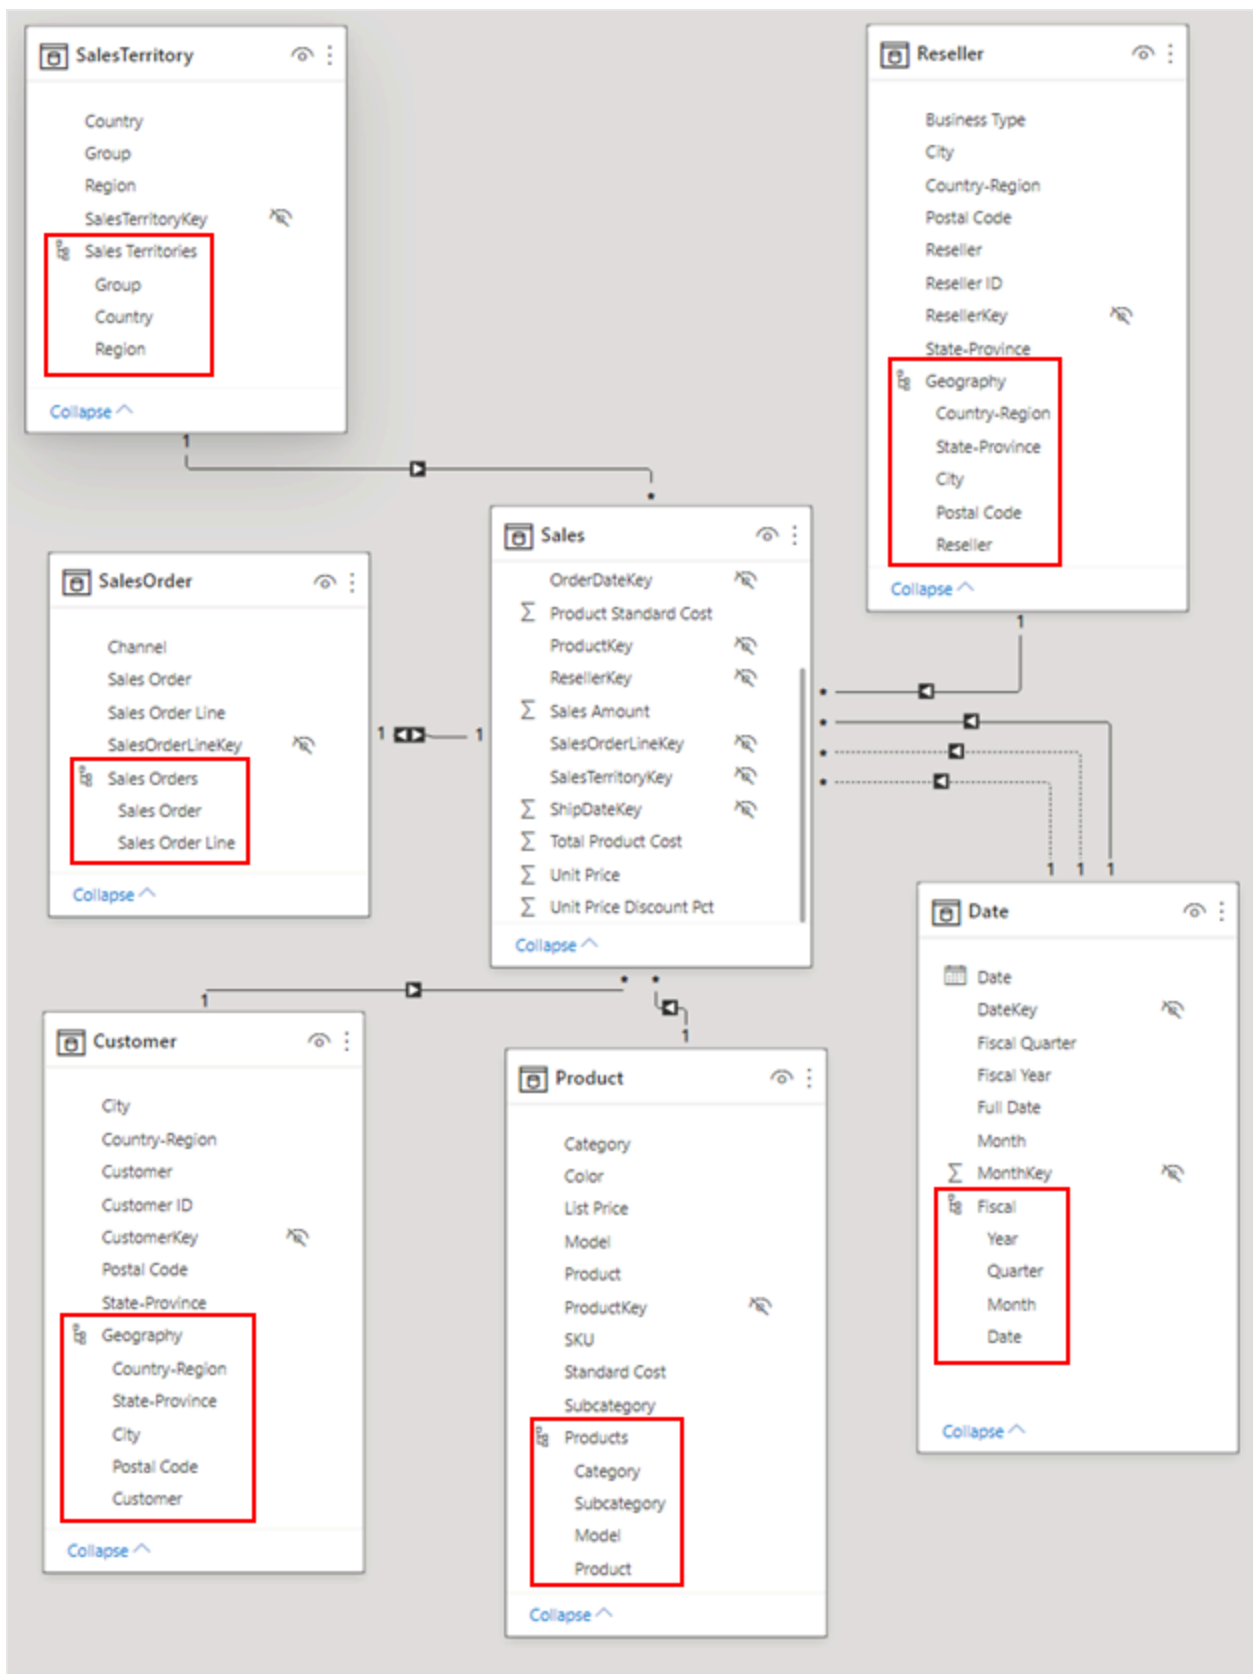 SalesTerritory
Country
Group
Region
SalesTerritoryKey
Sales Territories
Group
Country
Region
Collapse
1
*
Reseller
Business Type
City
Country-Region
Postal Code
Reseller
Reseller ID
ResellerKey
State-Province
Geography
Country-Region
State-Province
City
Postal Code
Reseller
Collapse
1
*
*
*
*
SalesOrder
Channel
Sales Order
Sales Order Line
SalesOrderLineKey
Sales Orders
Sales Order
Sales Order Line
Collapse
1
1
Sales
OrderDateKey
Σ Product Standard Cost
ProductKey
ResellerKey
Σ Sales Amount
SalesOrderLineKey
SalesTerritoryKey
Σ ShipDateKey
Σ Total Product Cost
Σ Unit Price
Σ Unit Price Discount Pct
Collapse
* *
1 1 1
Date
Date
DateKey
Fiscal Quarter
Fiscal Year
Full Date
Month
Σ MonthKey
Fiscal
Year
Quarter
Month
Date
Collapse
1
Customer
City
Country-Region
Customer
Customer ID
CustomerKey
Postal Code
State-Province
Geography
Country-Region
State-Province
City
Postal Code
Customer
Collapse
1
Product
Category
Color
List Price
Model
Product
ProductKey
SKU
Standard Cost
Subcategory
Products
Category
Subcategory
Model
Product
Collapse